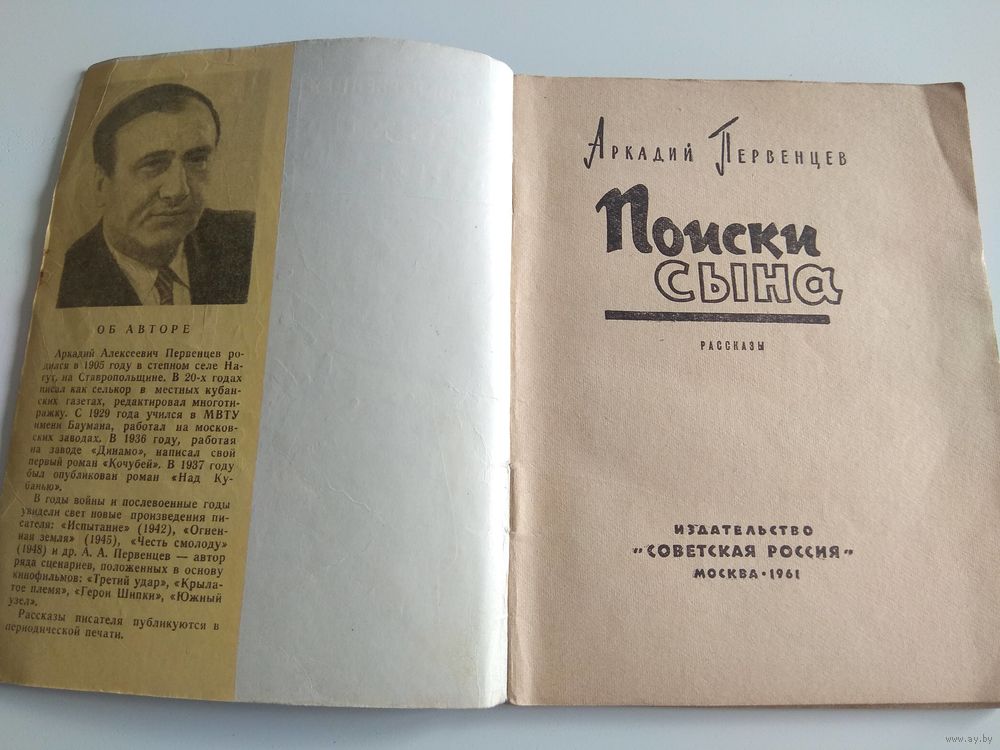 ОБ АВТОРЕ
Аркадий Алексеевич Первенцев ро-
дился в 1905 году в степном селе На-
гут, на Ставропольщине. В 20-х годах
писал как селькор в местных кубан-
ских газетах, редактировал многоти-
ражку. С 1929 года учился в МВТУ
имени Баумана, работал на москов-
ских заводах. В 1936 году, работая
на заводе «Динамо», написал свой
первый роман «Кочубей». В 1937 году
был опубликован роман «Над Ку-
банью».
В годы войны и послевоенные годы
увидели свет новые произведения пи-
сателя: «Испытание» (1942), «Огнен-
ная земля» (1945), «Честь смолоду»
(1948) и др. А. А. Первенцев — автор
ряда сценариев, положенных в основу
кинофильмов: «Третий удар», «Крыла-
тое племя», «Герои Шипки», «Южный
узел».
Рассказы писателя публикуются в
периодической печати.
Аркадий Первенцев
Поиски
сына
РАССКАЗЫ
ИЗДАТЕЛЬСТВО
"СОВЕТСКАЯ РОССИЯ"
МОСКВА • 1961
www.ay.by